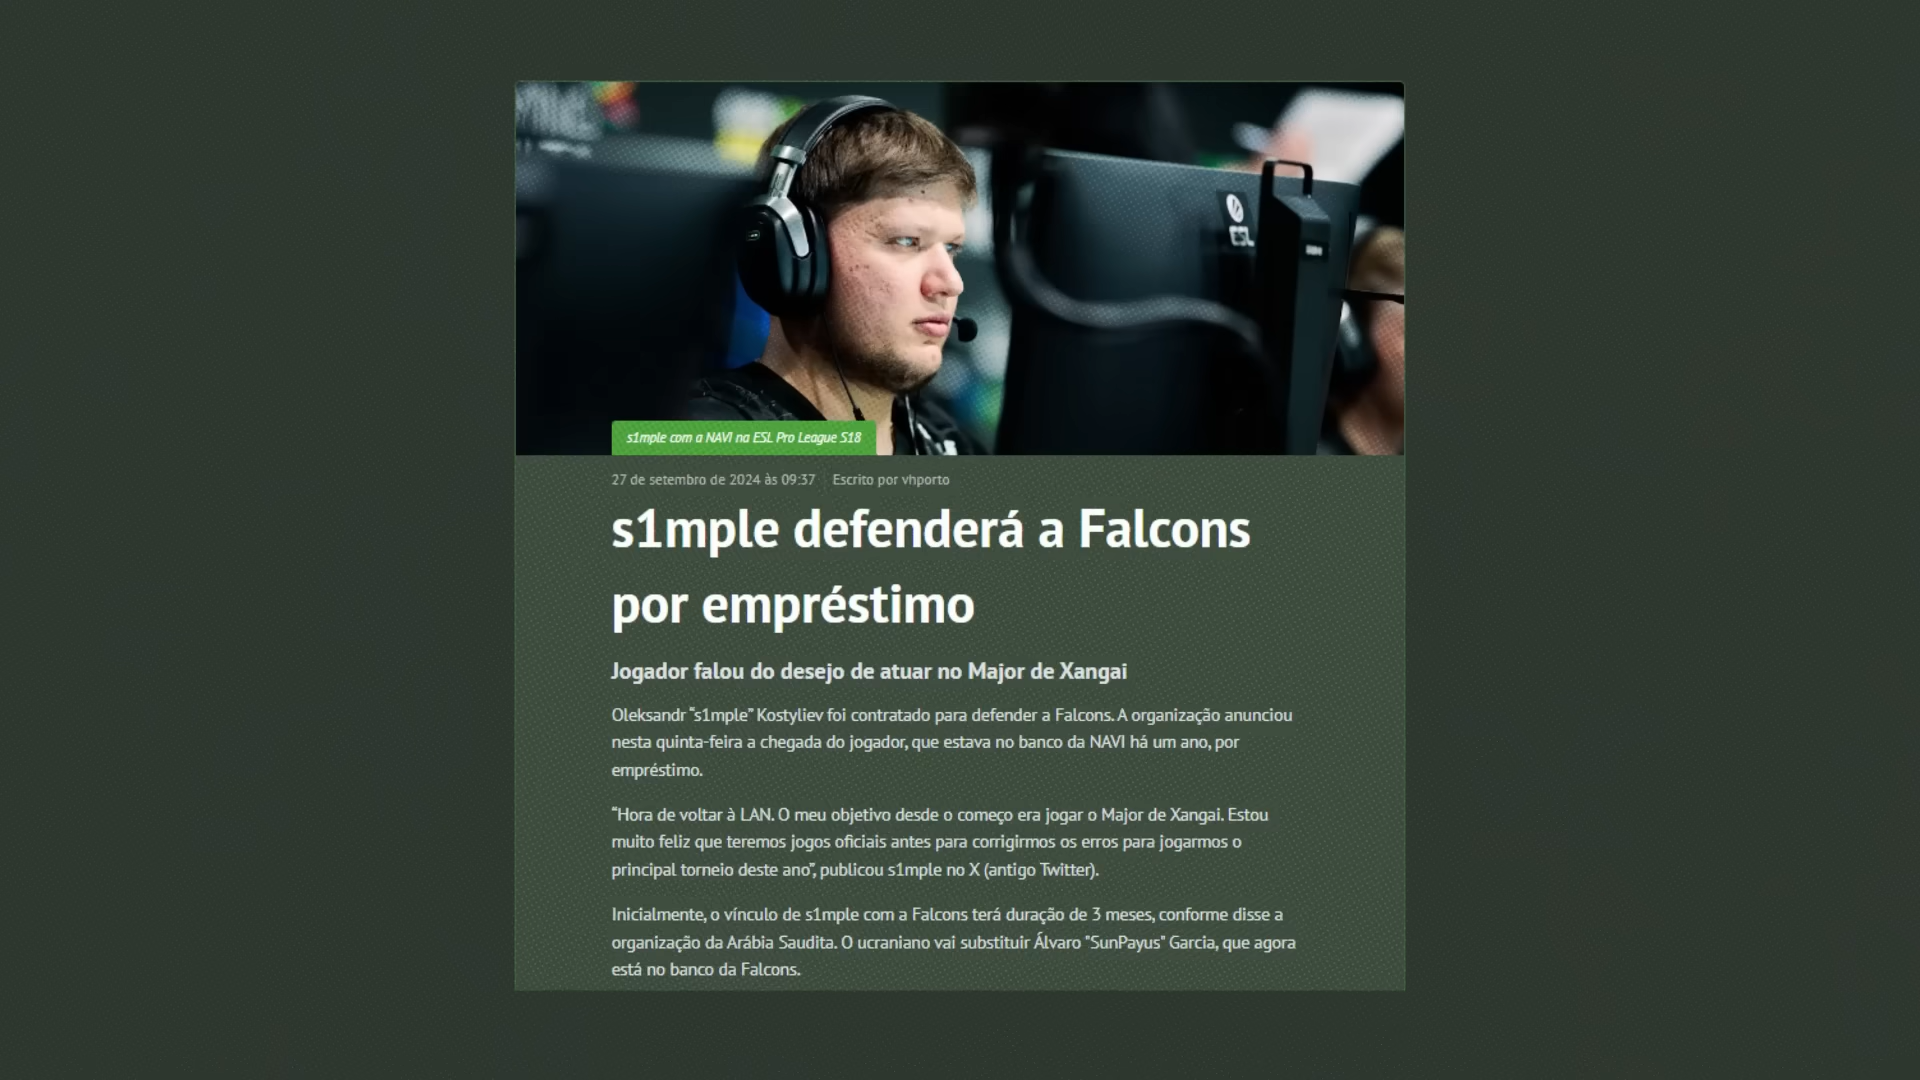 ESL
s1mple com a NAVI na ESL Pro League S18
27 de setembro de 2024 às 09:37 Escrito por vhporto
s1mple defenderá a Falcons
por empréstimo
Jogador falou do desejo de atuar no Major de Xangai
Oleksandr “s1mple” Kostyliev foi contratado para defender a Falcons. A organização anunciou
nesta quinta-feira a chegada do jogador, que estava no banco da NAVI há um ano, por
empréstimo.
“Hora de voltar à LAN. O meu objetivo desde o começo era jogar o Major de Xangai. Estou
muito feliz que teremos jogos oficiais antes para corrigirmos os erros para jogarmos o
principal torneio deste ano”, publicou s1mple no X (antigo Twitter).
Inicialmente, o vínculo de s1mple com a Falcons terá duração de 3 meses, conforme disse a
organização da Arábia Saudita. O ucraniano vai substituir Álvaro "SunPayus" Garcia, que agora
está no banco da Falcons.